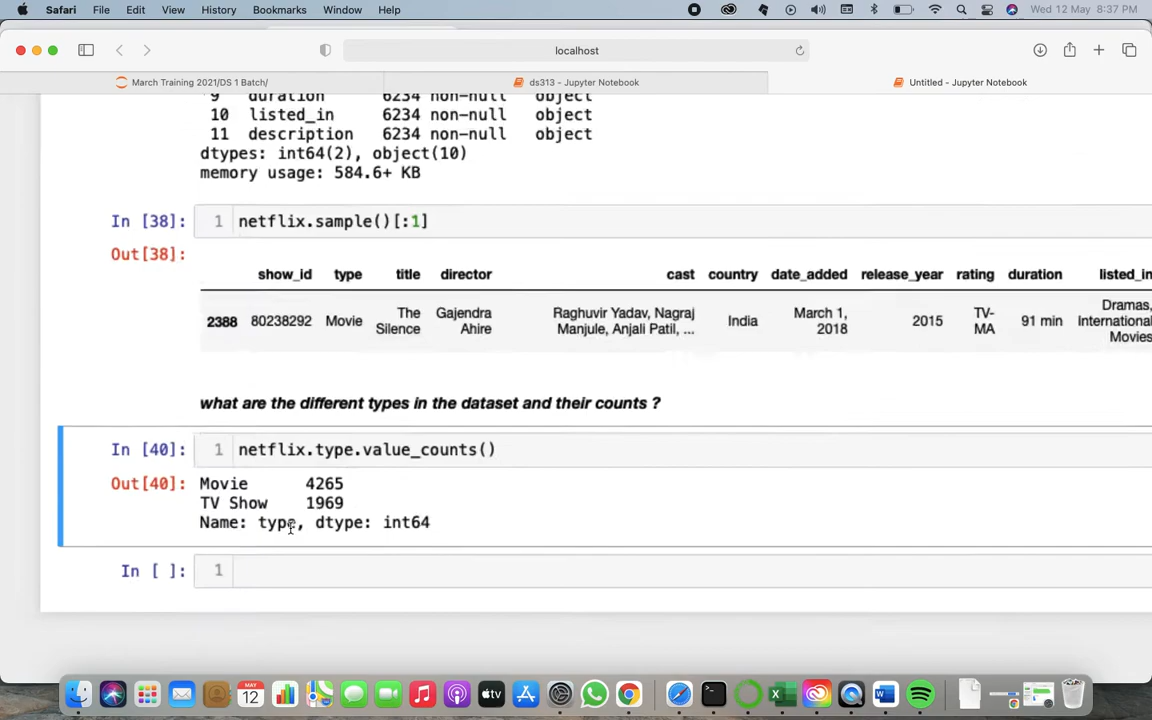 Safari File Edit View History Bookmarks Window Help Wed 12 May 8:37 PM
localhost
March Training 2021/DS 1 Batch/ ds313 - Jupyter Notebook Untitled - Jupyter Notebook
9 duration 6234 non-null object
10 listed_in 6234 non-null object
11 description 6234 non-null object
dtypes: int64(2), object(10)
memory usage: 584.6+ KB
In [38]: 1 netflix.sample()[:1]
Out[38]:
show_id type title director cast country date_added release_year rating duration listed_in
2388 80238292 Movie The Silence Gajendra Ahire Raghuvir Yadav, Nagraj Manjule, Anjali Patil, ... India March 1, 2018 2015 TV-MA 91 min Dramas, International Movies
what are the different types in the dataset and their counts ?
In [40]: 1 netflix.type.value_counts()
Out[40]: Movie 4265
TV Show 1969
Name: type, dtype: int64
In [ ]: 1
MAY 12
tv